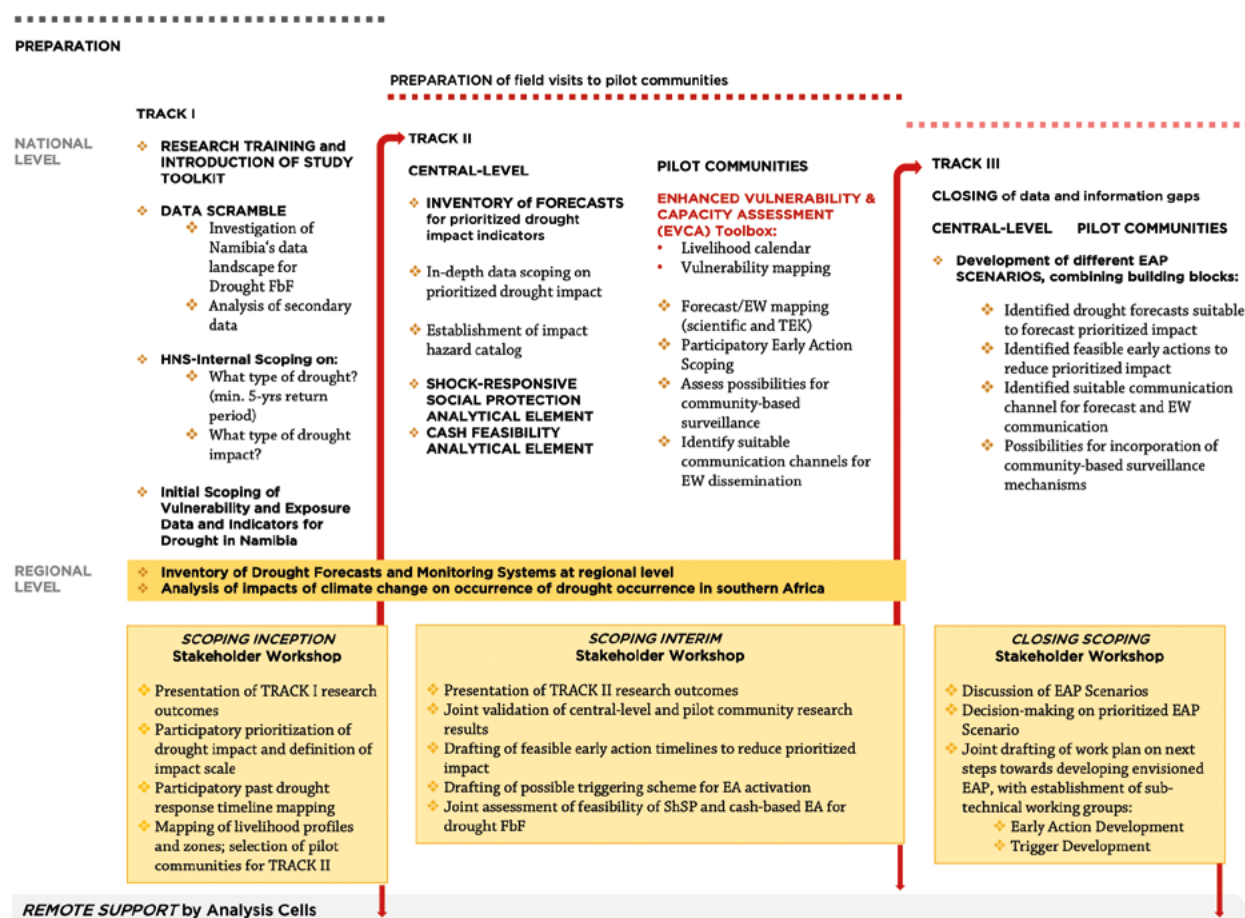 PREPARATION
PREPARATION of field visits to pilot communities
NATIONAL
LEVEL
TRACK I
❖ RESEARCH TRAINING and
INTRODUCTION OF STUDY
TOOLKIT
❖ DATA SCRAMBLE
❖ Investigation of
Namibia's data
landscape for
Drought FbF
❖ Analysis of secondary
data
❖ HNS-Internal Scoping on:
❖ What type of drought?
(min. 5-yrs return
period)
❖ What type of drought
impact?
❖ Initial Scoping of
Vulnerability and Exposure
Data and Indicators for
Drought in Namibia
TRACK II
CENTRAL-LEVEL
❖ INVENTORY of FORECASTS
for prioritized drought
impact indicators
❖ In-depth data scoping on
prioritized drought impact
❖ Establishment of impact
hazard catalog
❖ SHOCK-RESPONSIVE
SOCIAL PROTECTION
ANALYTICAL ELEMENT
❖ CASH FEASIBILITY
ANALYTICAL ELEMENT
PILOT COMMUNITIES
ENHANCED VULNERABILITY &
CAPACITY ASSESSMENT
(EVCA) Toolbox:
• Livelihood calendar
• Vulnerability mapping
❖ Forecast/EW mapping
(scientific and TEK)
❖ Participatory Early Action
Scoping
❖ Assess possibilities for
community-based
surveillance
❖ Identify suitable
communication channels for
EW dissemination
TRACK III
CLOSING of data and information gaps
CENTRAL-LEVEL PILOT COMMUNITIES
❖ Development of different EAP
SCENARIOS, combining building blocks:
❖ Identified drought forecasts suitable
to forecast prioritized impact
❖ Identified feasible early actions to
reduce prioritized impact
❖ Identified suitable communication
channel for forecast and EW
communication
❖ Possibilities for incorporation of
community-based surveillance
mechanisms
REGIONAL
LEVEL
❖ Inventory of Drought Forecasts and Monitoring Systems at regional level
❖ Analysis of impacts of climate change on occurrence of drought occurrence in southern Africa
SCOPING INCEPTION
Stakeholder Workshop
❖ Presentation of TRACK I research
outcomes
❖ Participatory prioritization of
drought impact and definition of
impact scale
❖ Participatory past drought
response timeline mapping
❖ Mapping of livelihood profiles
and zones; selection of pilot
communities for TRACK II
SCOPING INTERIM
Stakeholder Workshop
❖ Presentation of TRACK II research outcomes
❖ Joint validation of central-level and pilot community research
results
❖ Drafting of feasible early action timelines to reduce prioritized
impact
❖ Drafting of possible triggering scheme for EA activation
❖ Joint assessment of feasibility of ShSP and cash-based EA for
drought FbF
CLOSING SCOPING
Stakeholder Workshop
❖ Discussion of EAP Scenarios
❖ Decision-making on prioritized EAP
Scenario
❖ Joint drafting of work plan on next
steps towards developing envisioned
EAP, with establishment of sub-
technical working groups:
❖ Early Action Development
❖ Trigger Development
REMOTE SUPPORT by Analysis Cells